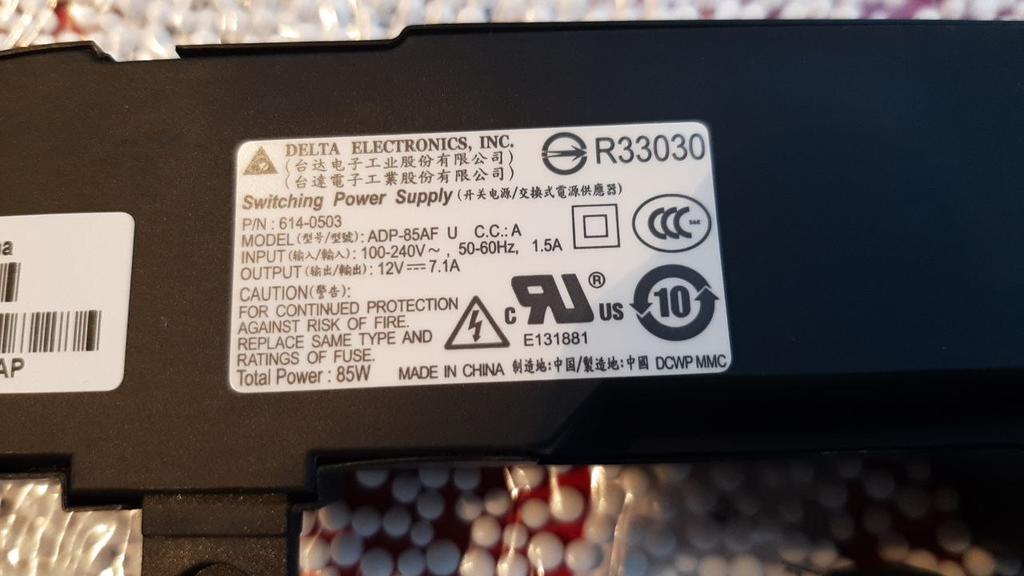 DELTA ELECTRONICS, INC.
(台达电子工业股份有限公司)
(台達電子工業股份有限公司)
R33030
Switching Power Supply (开关电源/交換式電源供應器)
P/N : 614-0503
MODEL(型号/型號): ADP-85AF U C.C.: A
INPUT(输入/輸入): 100-240V～, 50-60Hz, 1.5A
OUTPUT(输出/輸出): 12V⎓7.1A
CCC S&E
CAUTION(警告):
FOR CONTINUED PROTECTION
AGAINST RISK OF FIRE.
REPLACE SAME TYPE AND
RATINGS OF FUSE.
c RU ® US
E131881
10
Total Power : 85W
MADE IN CHINA 制造地:中国/製造地:中國 DCWP MMC
AP